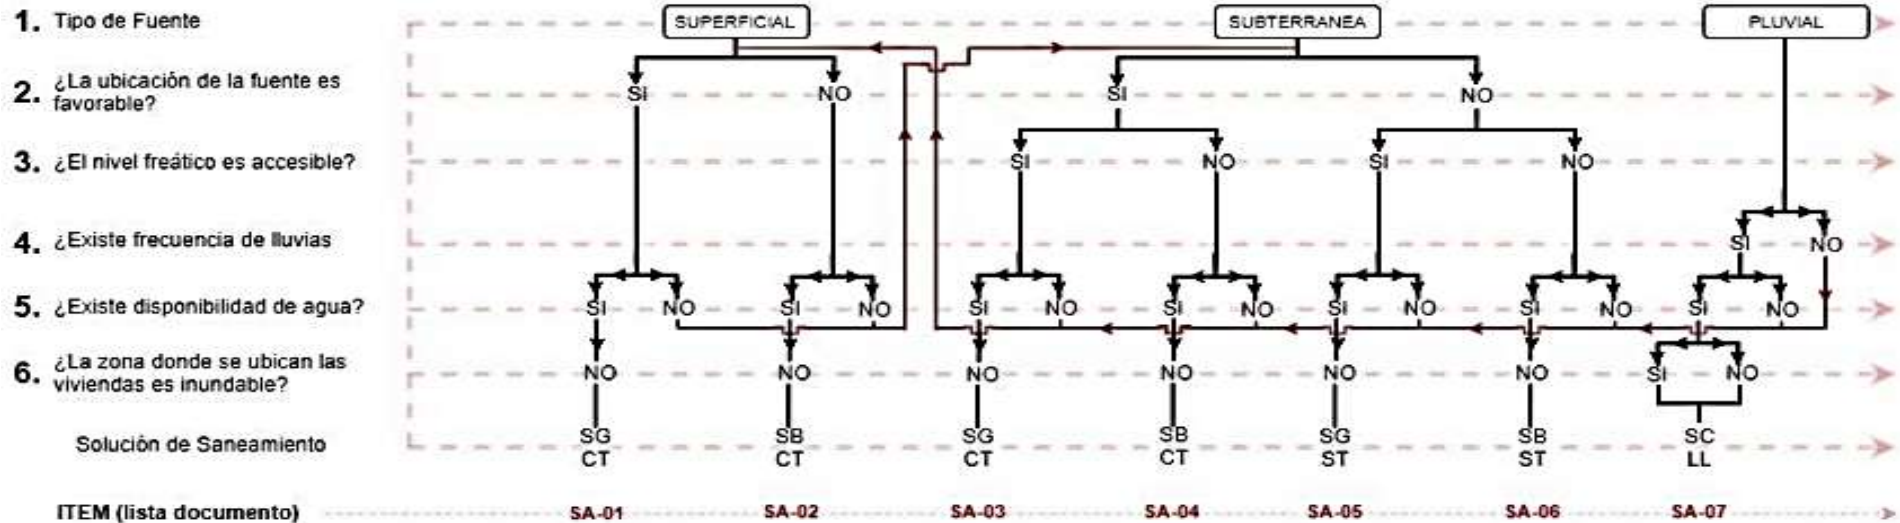 1. Tipo de Fuente SUPERFICIAL SUBTERRANEA PLUVIAL
2. ¿La ubicación de la fuente es
favorable?
SI NO SI NO
3. ¿El nivel freático es accesible? SI NO SI NO
4. ¿Existe frecuencia de lluvias SI NO
5. ¿Existe disponibilidad de agua? SI NO SI NO SI NO SI NO SI NO SI NO SI NO
6. ¿La zona donde se ubican las
viviendas es inundable?
NO NO NO NO NO NO SI NO
Solución de Saneamiento SG SB SG SB SG SB SC
CT CT CT CT ST ST LL
ITEM (lista documento) SA-01 SA-02 SA-03 SA-04 SA-05 SA-06 SA-07